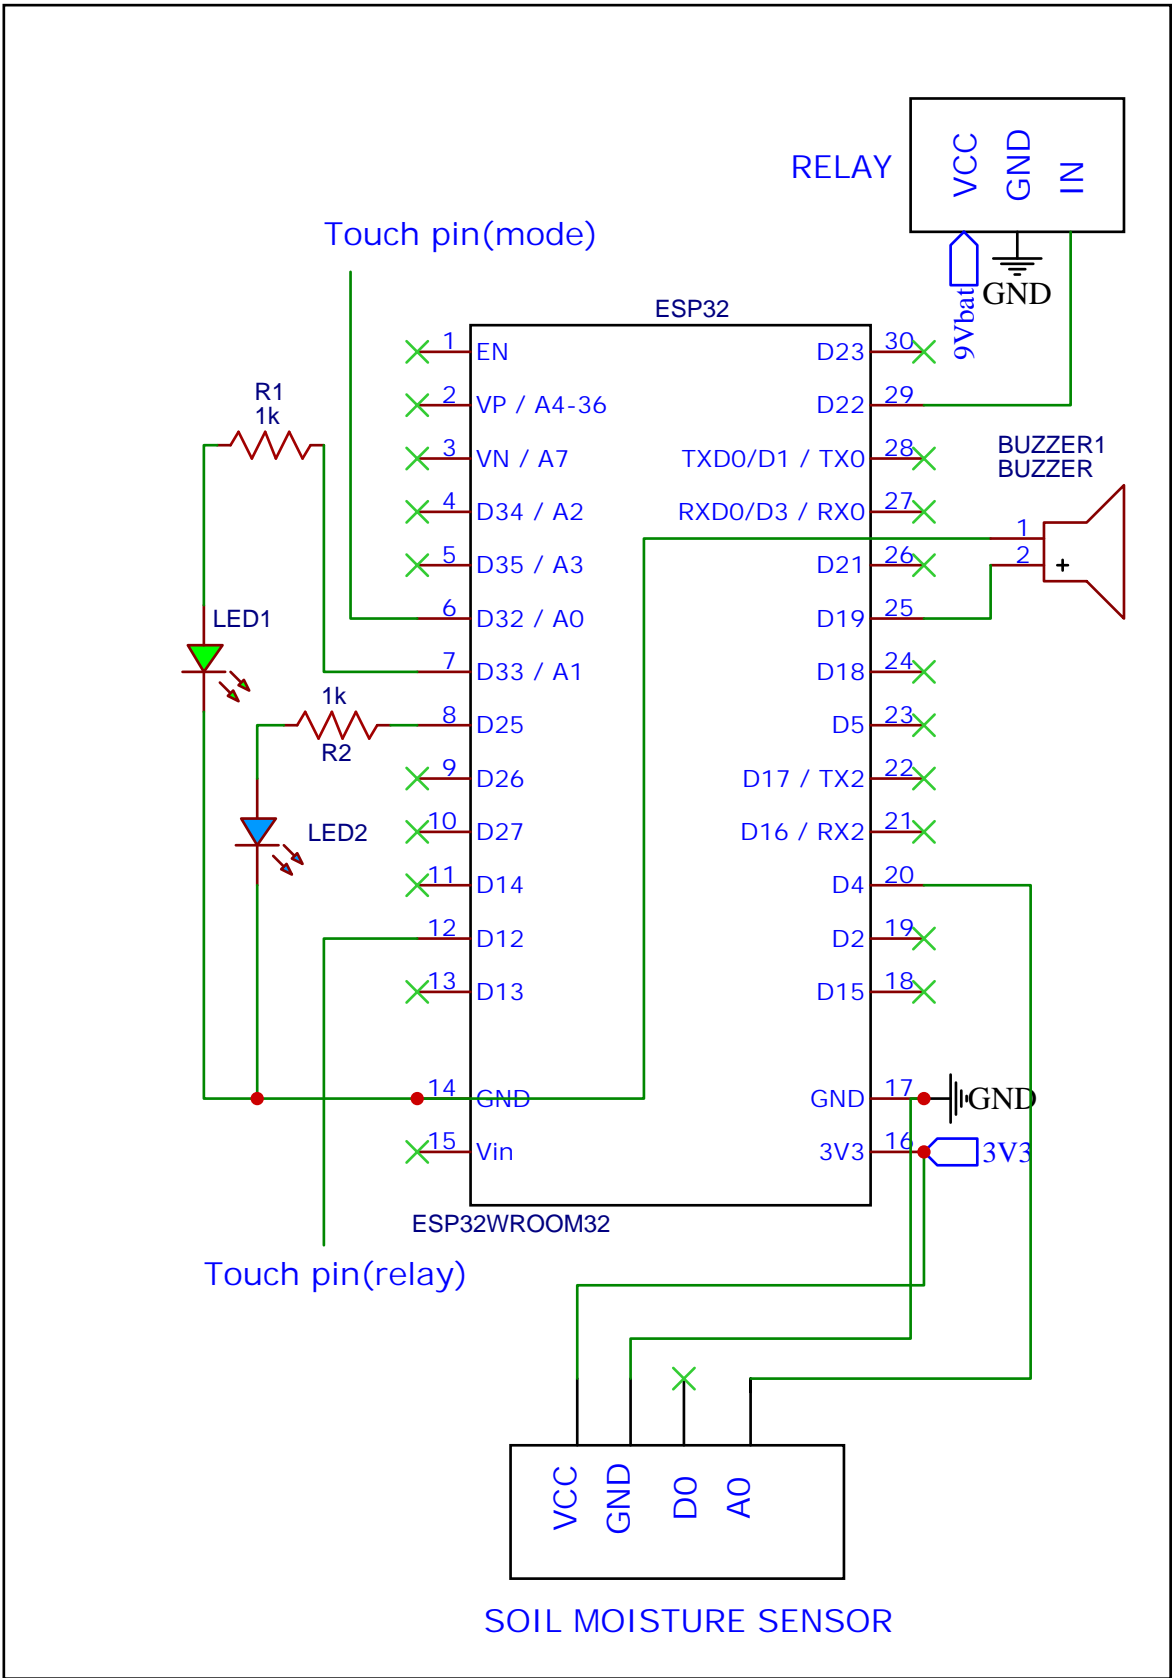 RELAY
VCC
GND
IN
9Vbat
GND
Touch pin(mode)
ESP32
1 EN
2 VP / A4-36
3 VN / A7
4 D34 / A2
5 D35 / A3
6 D32 / A0
7 D33 / A1
8 D25
9 D26
10 D27
11 D14
12 D12
13 D13
14 GND
15 Vin
D23 30
D22 29
TXD0/D1 / TX0 28
RXD0/D3 / RX0 27
D21 26
D19 25
D18 24
D5 23
D17 / TX2 22
D16 / RX2 21
D4 20
D2 19
D15 18
GND 17
3V3 16
GND
3V3
R1
1k
LED1
1k
R2
LED2
BUZZER1
BUZZER
1
2
+
ESP32WROOM32
Touch pin(relay)
VCC
GND
D0
A0
SOIL MOISTURE SENSOR